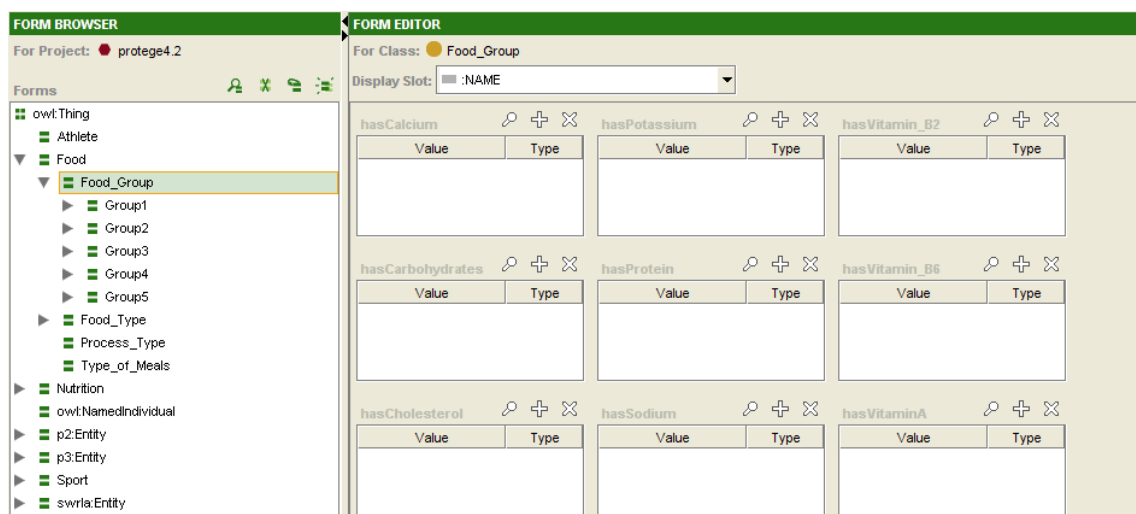 FORM BROWSER
For Project: protege4.2
Forms
owl:Thing
Athlete
Food
Food_Group
Group1
Group2
Group3
Group4
Group5
Food_Type
Process_Type
Type_of_Meals
Nutrition
owl:NamedIndividual
p2:Entity
p3:Entity
Sport
swrla:Entity
FORM EDITOR
For Class: Food_Group
Display Slot: :NAME
hasCalcium hasPotassium hasVitamin_B2
Value Type Value Type Value Type
hasCarbohydrates hasProtein hasVitamin_B6
Value Type Value Type Value Type
hasCholesterol hasSodium hasVitaminA
Value Type Value Type Value Type